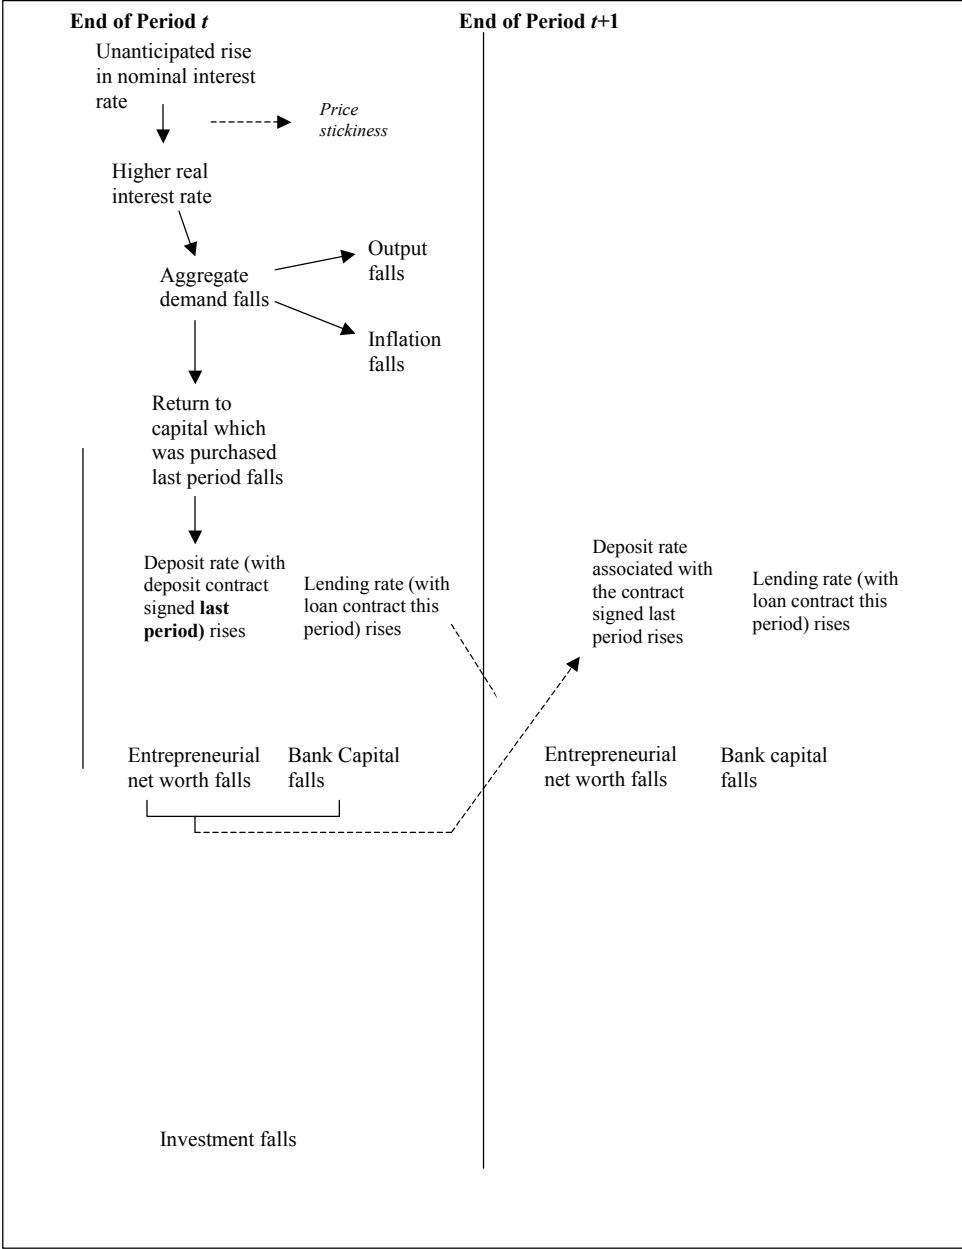 End of Period t
End of Period t+1
Unanticipated rise
in nominal interest
rate
Price
stickiness
Higher real
interest rate
Output
falls
Aggregate
demand falls
Inflation
falls
Return to
capital which
was purchased
last period falls
Deposit rate (with
deposit contract
signed last
period) rises
Lending rate (with
loan contract this
period) rises
Deposit rate
associated with
the contract
signed last
period rises
Lending rate (with
loan contract this
period) rises
Entrepreneurial
net worth falls
Bank Capital
falls
Entrepreneurial
net worth falls
Bank capital
falls
Investment falls